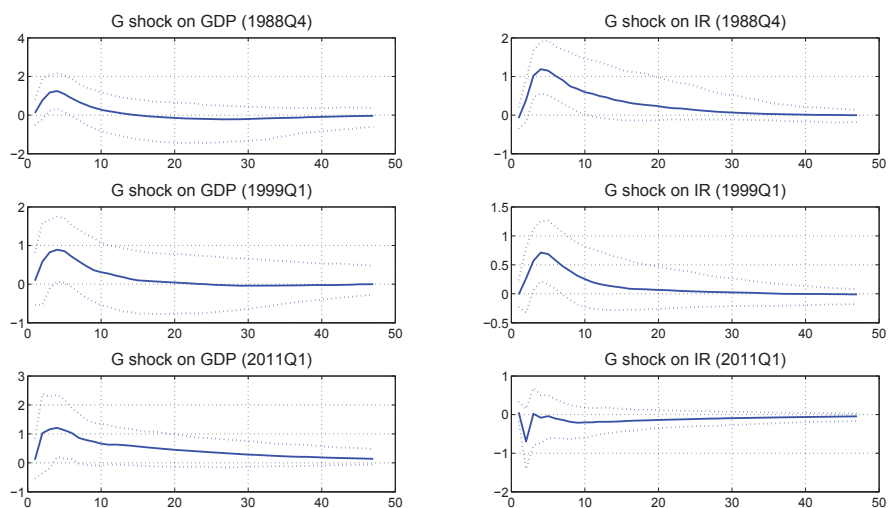 G shock on GDP (1988Q4)
4
2
0
−2
0 10 20 30 40 50
G shock on IR (1988Q4)
2
1
0
−1
0 10 20 30 40 50
G shock on GDP (1999Q1)
2
1
0
−1
0 10 20 30 40 50
G shock on IR (1999Q1)
1.5
1
0.5
0
−0.5
0 10 20 30 40 50
G shock on GDP (2011Q1)
3
2
1
0
−1
0 10 20 30 40 50
G shock on IR (2011Q1)
1
0
−1
−2
0 10 20 30 40 50